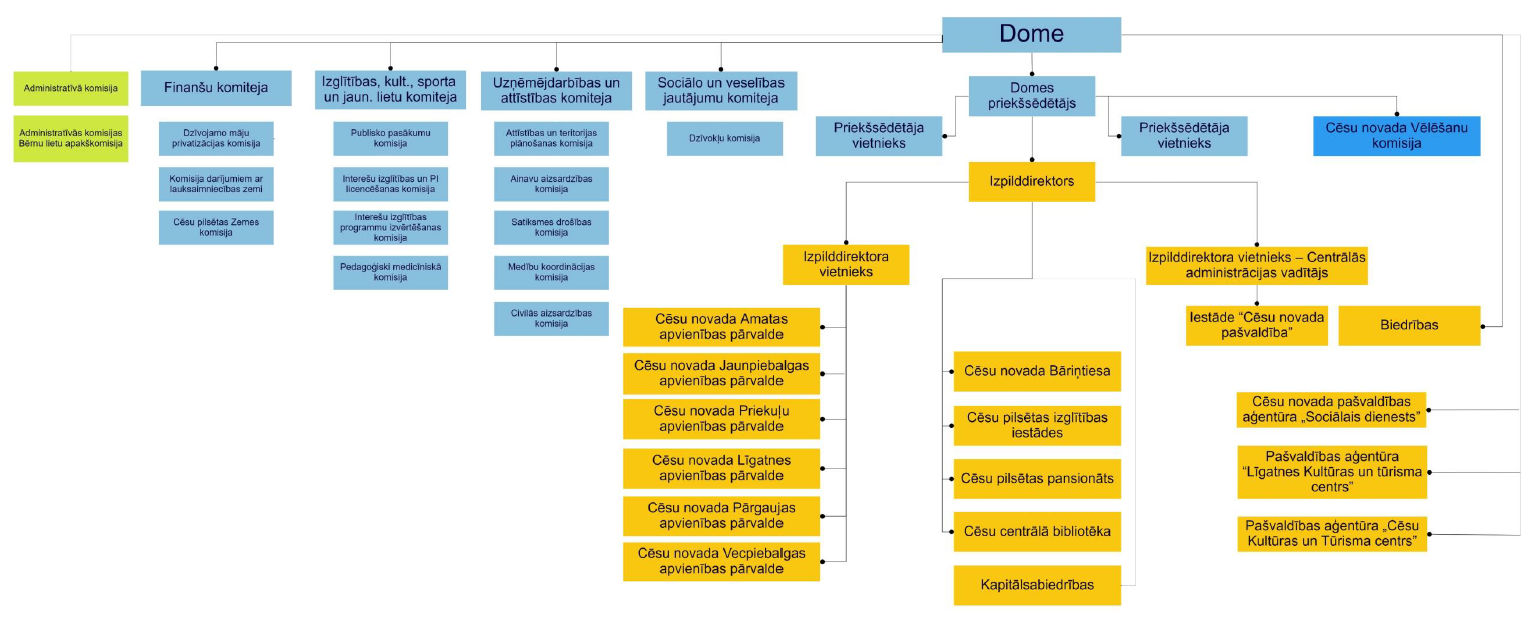 Dome
Administratīvā komisija
Administratīvās komisijas
Bērnu lietu apakškomisija
Finanšu komiteja
Dzīvojamo māju
privatizācijas komisija
Komisija darījumiem ar
lauksaimniecības zemi
Cēsu pilsētas Zemes
komisija
Izglītības, kult., sporta
un jaun. lietu komiteja
Publisko pasākumu
komisija
Interešu izglītības un PI
licencēšanas komisija
Interešu izglītības
programmu izvērtēšanas
komisija
Pedagoģiski medicīniskā
komisija
Uzņēmējdarbības un
attīstības komiteja
Attīstības un teritorijas
plānošanas komisija
Ainavu aizsardzības
komisija
Satiksmes drošības
komisija
Medību koordinācijas
komisija
Civilās aizsardzības
komisija
Sociālo un veselības
jautājumu komiteja
Dzīvokļu komisija
Domes
priekšsēdētājs
Priekšsēdētāja
vietnieks
Priekšsēdētāja
vietnieks
Cēsu novada Vēlēšanu
komisija
Izpilddirektors
Izpilddirektora
vietnieks
Cēsu novada Amatas
apvienības pārvalde
Cēsu novada Jaunpiebalgas
apvienības pārvalde
Cēsu novada Priekuļu
apvienības pārvalde
Cēsu novada Līgatnes
apvienības pārvalde
Cēsu novada Pārgaujas
apvienības pārvalde
Cēsu novada Vecpiebalgas
apvienības pārvalde
Cēsu novada Bāriņtiesa
Cēsu pilsētas izglītības
iestādes
Cēsu pilsētas pansionāts
Cēsu centrālā bibliotēka
Kapitālsabiedrības
Izpilddirektora vietnieks – Centrālās
administrācijas vadītājs
Iestāde “Cēsu novada
pašvaldība”
Biedrības
Cēsu novada pašvaldības
aģentūra „Sociālais dienests”
Pašvaldības aģentūra
“Līgatnes Kultūras un tūrisma
centrs”
Pašvaldības aģentūra „Cēsu
Kultūras un Tūrisma centrs”